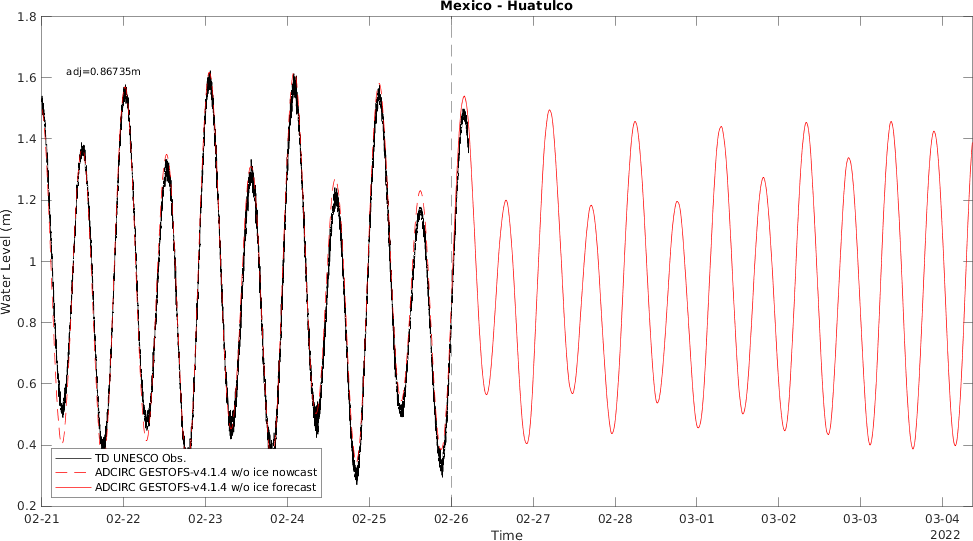 Mexico - Huatulco
1.8
1.6
1.4
1.2
1
0.8
0.6
0.4
0.2
Water Level (m)
adj=0.86735m
TD UNESCO Obs.
ADCIRC GESTOFS-v4.1.4 w/o ice nowcast
ADCIRC GESTOFS-v4.1.4 w/o ice forecast
02-21 02-22 02-23 02-24 02-25 02-26 02-27 02-28 03-01 03-02 03-03 03-04
2022
Time